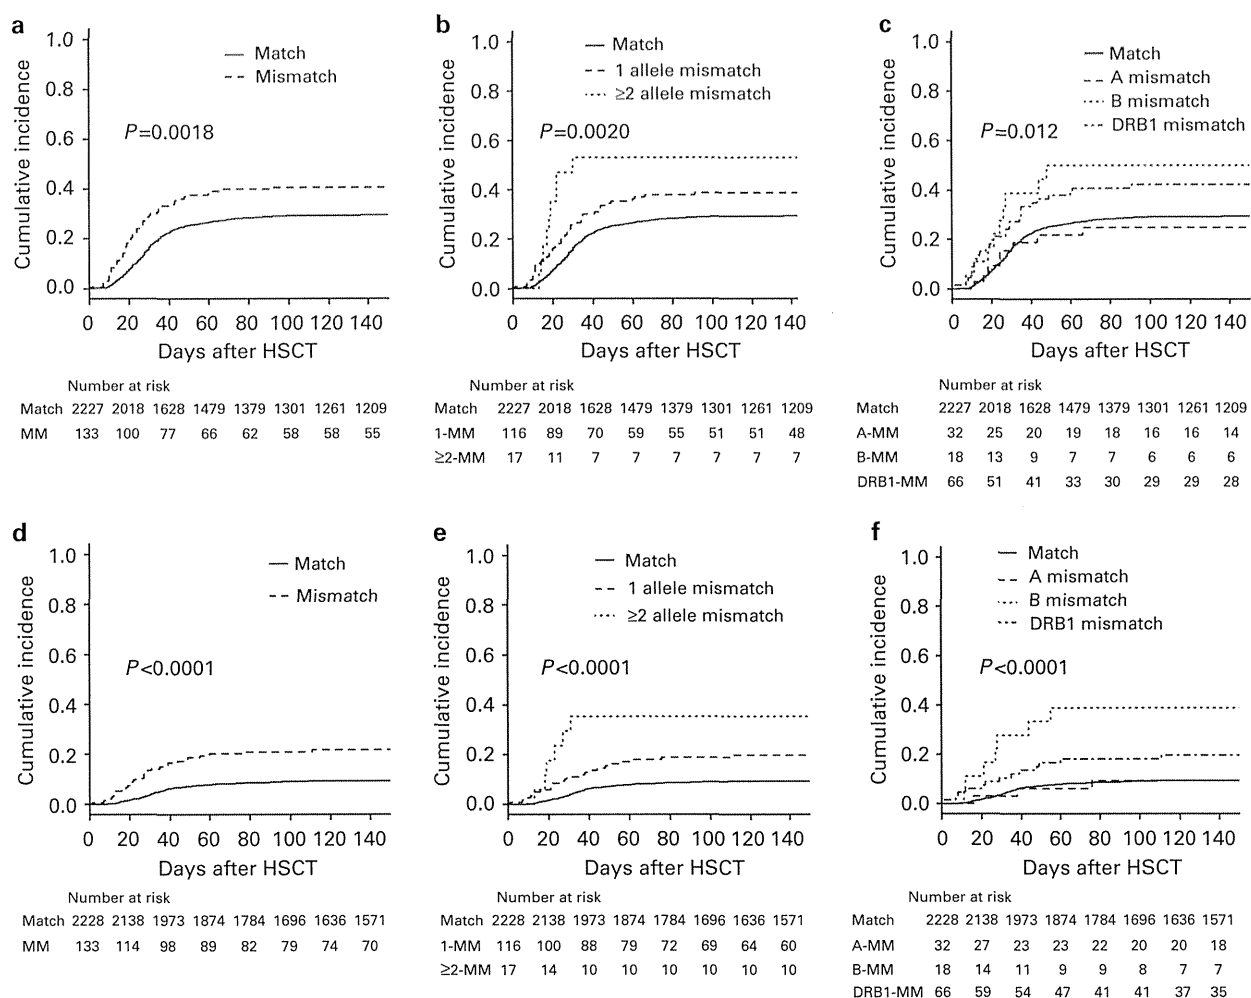 a
1.0
0.8
0.6
0.4
0.2
0.0
Cumulative incidence
Match
Mismatch
P=0.0018
0 20 40 60 80 100 120 140
Days after HSCT
Number at risk
Match 2227 2018 1628 1479 1379 1301 1261 1209
MM 133 100 77 66 62 58 58 55
b
1.0
0.8
0.6
0.4
0.2
0.0
Cumulative incidence
Match
1 allele mismatch
≥2 allele mismatch
P=0.0020
0 20 40 60 80 100 120 140
Days after HSCT
Number at risk
Match 2227 2018 1628 1479 1379 1301 1261 1209
1-MM 116 89 70 59 55 51 51 48
≥2-MM 17 11 7 7 7 7 7 7
c
1.0
0.8
0.6
0.4
0.2
0.0
Cumulative incidence
Match
A mismatch
B mismatch
DRB1 mismatch
P=0.012
0 20 40 60 80 100 120 140
Days after HSCT
Number at risk
Match 2227 2018 1628 1479 1379 1301 1261 1209
A-MM 32 25 20 19 18 16 16 14
B-MM 18 13 9 7 7 6 6 6
DRB1-MM 66 51 41 33 30 29 29 28
d
1.0
0.8
0.6
0.4
0.2
0.0
Cumulative incidence
Match
Mismatch
P<0.0001
0 20 40 60 80 100 120 140
Days after HSCT
Number at risk
Match 2228 2138 1973 1874 1784 1696 1636 1571
MM 133 114 98 89 82 79 74 70
e
1.0
0.8
0.6
0.4
0.2
0.0
Cumulative incidence
Match
1 allele mismatch
≥2 allele mismatch
P<0.0001
0 20 40 60 80 100 120 140
Days after HSCT
Number at risk
Match 2228 2138 1973 1874 1784 1696 1636 1571
1-MM 116 100 88 79 72 69 64 60
≥2-MM 17 14 10 10 10 10 10 10
f
1.0
0.8
0.6
0.4
0.2
0.0
Cumulative incidence
Match
A mismatch
B mismatch
DRB1 mismatch
P<0.0001
0 20 40 60 80 100 120 140
Days after HSCT
Number at risk
Match 2228 2138 1973 1874 1784 1696 1636 1571
A-MM 32 27 23 23 22 20 20 18
B-MM 18 14 11 9 9 8 7 7
DRB1-MM 66 59 54 47 41 41 37 35